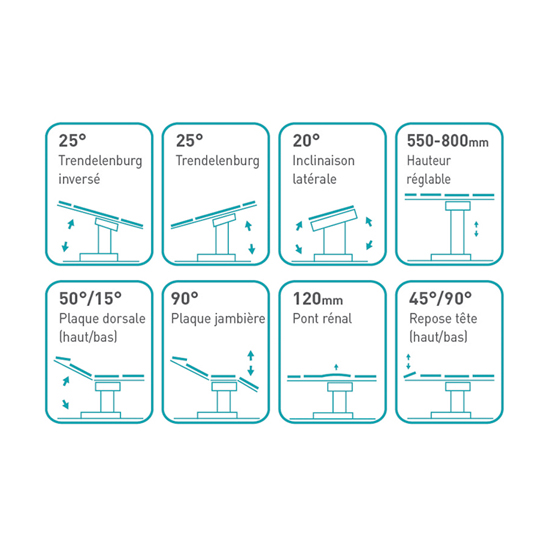 25°
Trendelenburg
inversé
25°
Trendelenburg
20°
Inclinaison
latérale
550-800mm
Hauteur
réglable
50°/15°
Plaque dorsale
(haut/bas)
90°
Plaque jambière
120mm
Pont rénal
45°/90°
Repose tête
(haut/bas)